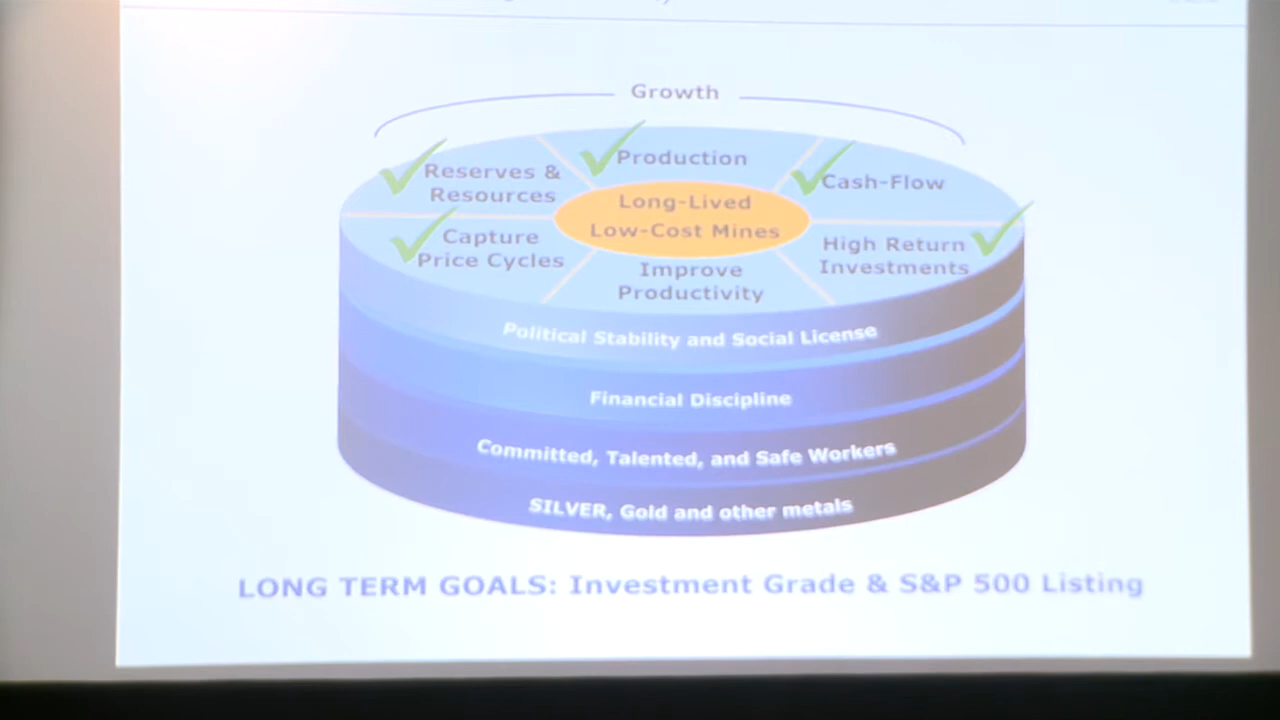 Growth
Production
Reserves &
Resources
Cash-Flow
Long-Lived
Low-Cost Mines
Capture
Price Cycles
High Return
Investments
Improve
Productivity
Political Stability and Social License
Financial Discipline
Committed, Talented, and Safe Workers
SILVER, Gold and other metals
LONG TERM GOALS: Investment Grade & S&P 500 Listing